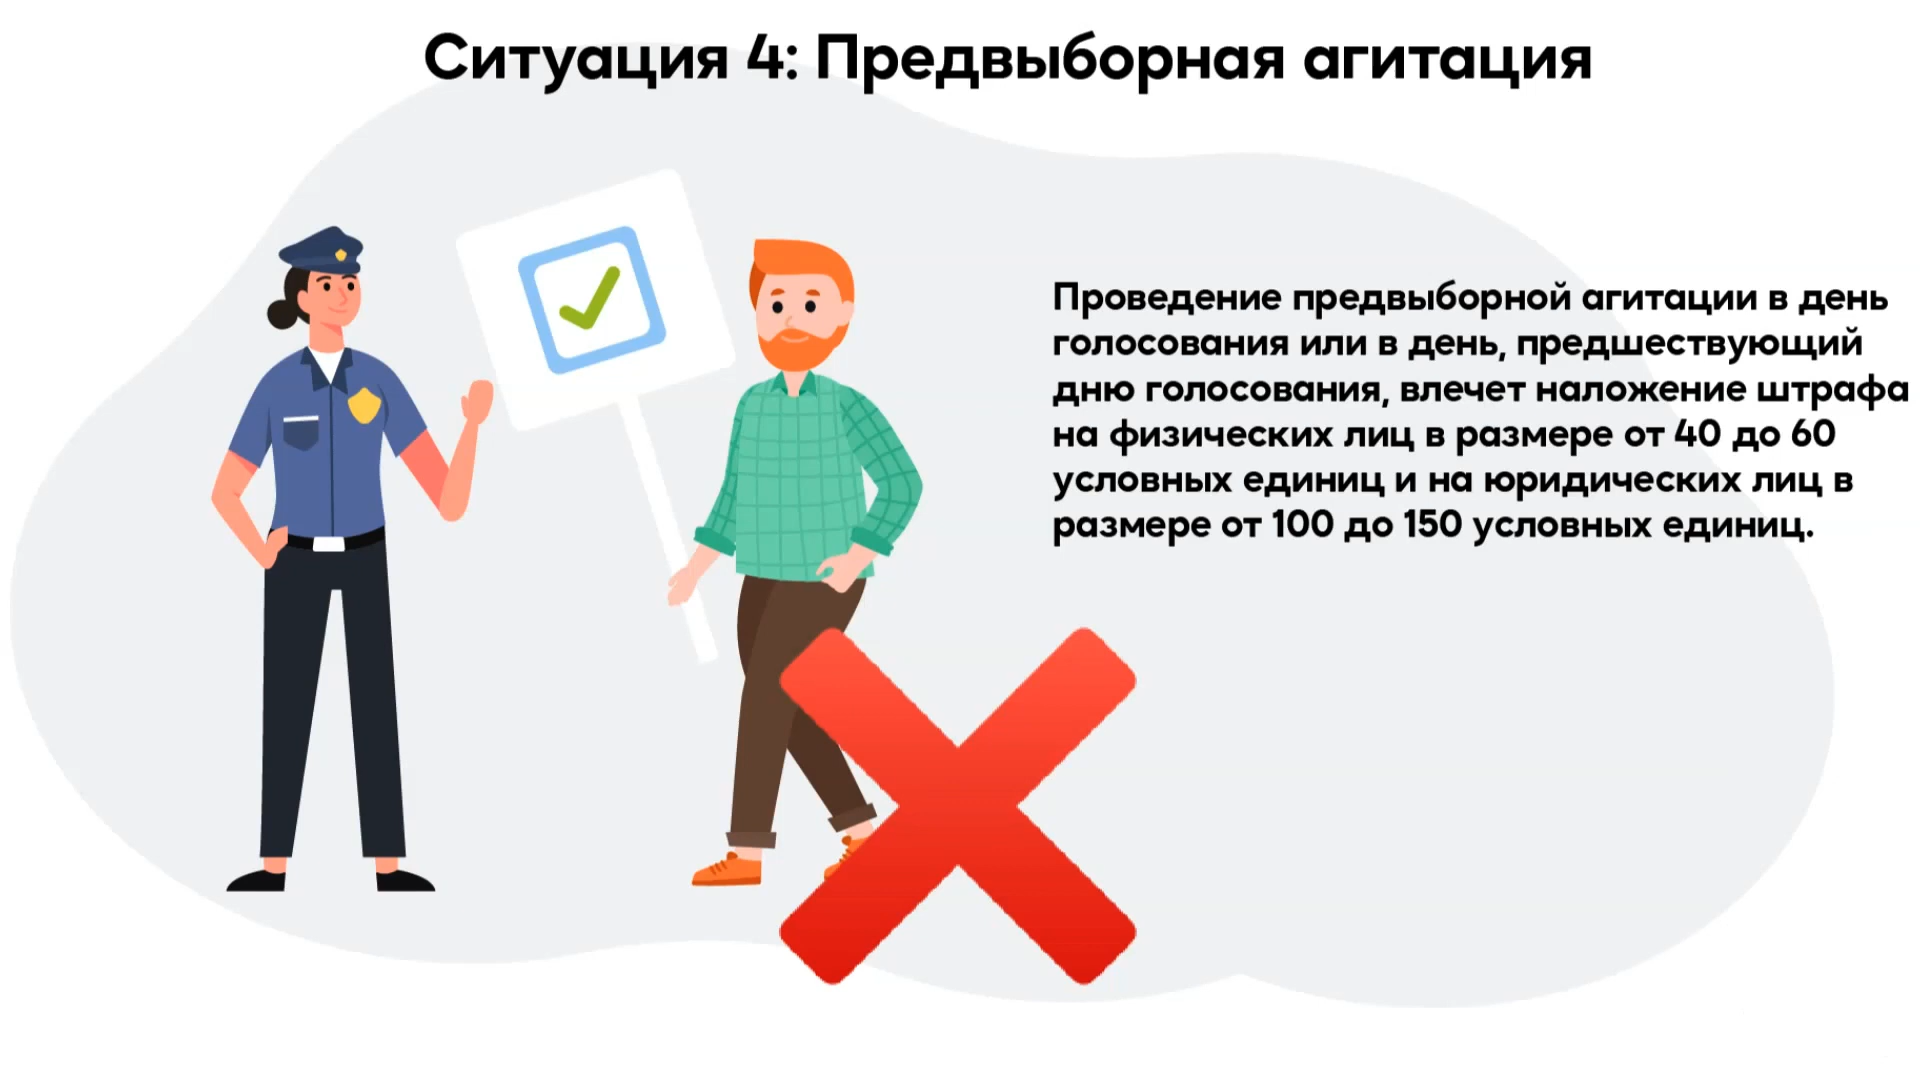 Ситуация 4: Предвыборная агитация
Проведение предвыборной агитации в день
голосования или в день, предшествующий
дню голосования, влечет наложение штрафа
на физических лиц в размере от 40 до 60
условных единиц и на юридических лиц в
размере от 100 до 150 условных единиц.